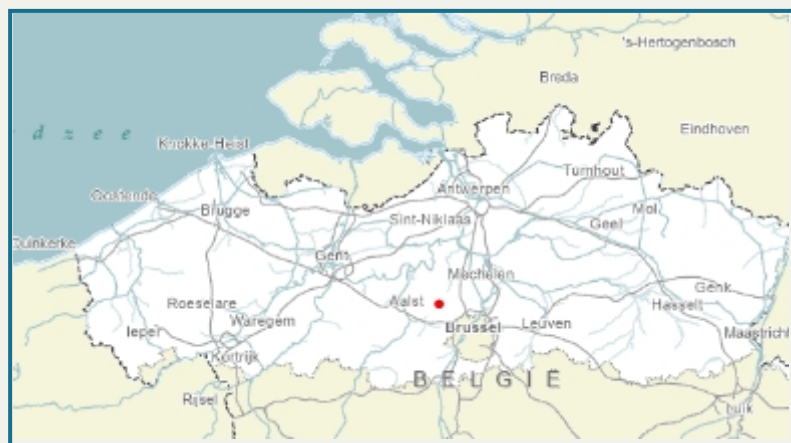 's-Hertogenbosch
Breda
Eindhoven
d z e e
Knokke-Heist
Turnhout
Antwerpen
Oostende
Mol
Brugge
Sint-Niklaas
Geel
Duinkerke
Gent
Mechelen
Genk
Roeselare
Aalst
Hasselt
Waregem
Ieper
Brussel
Leuven
Maastricht
Kortrijk
BELGIË
Rijsel
Luik